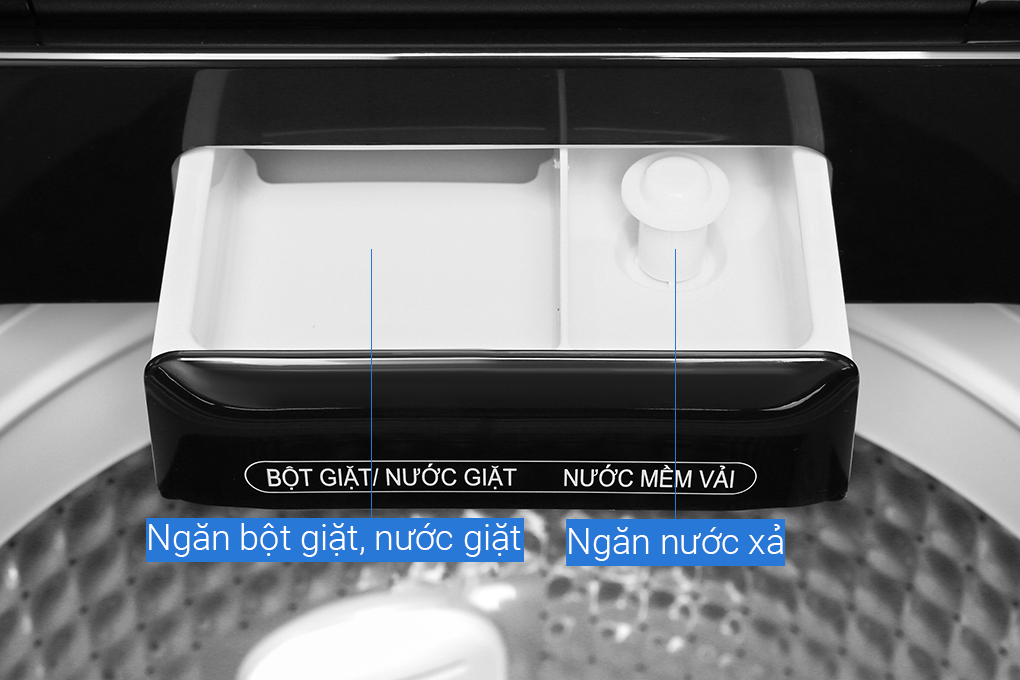 BỘT GIẶT/ NƯỚC GIẶT NƯỚC MỀM VẢI
Ngăn bột giặt, nước giặt
Ngăn nước xả